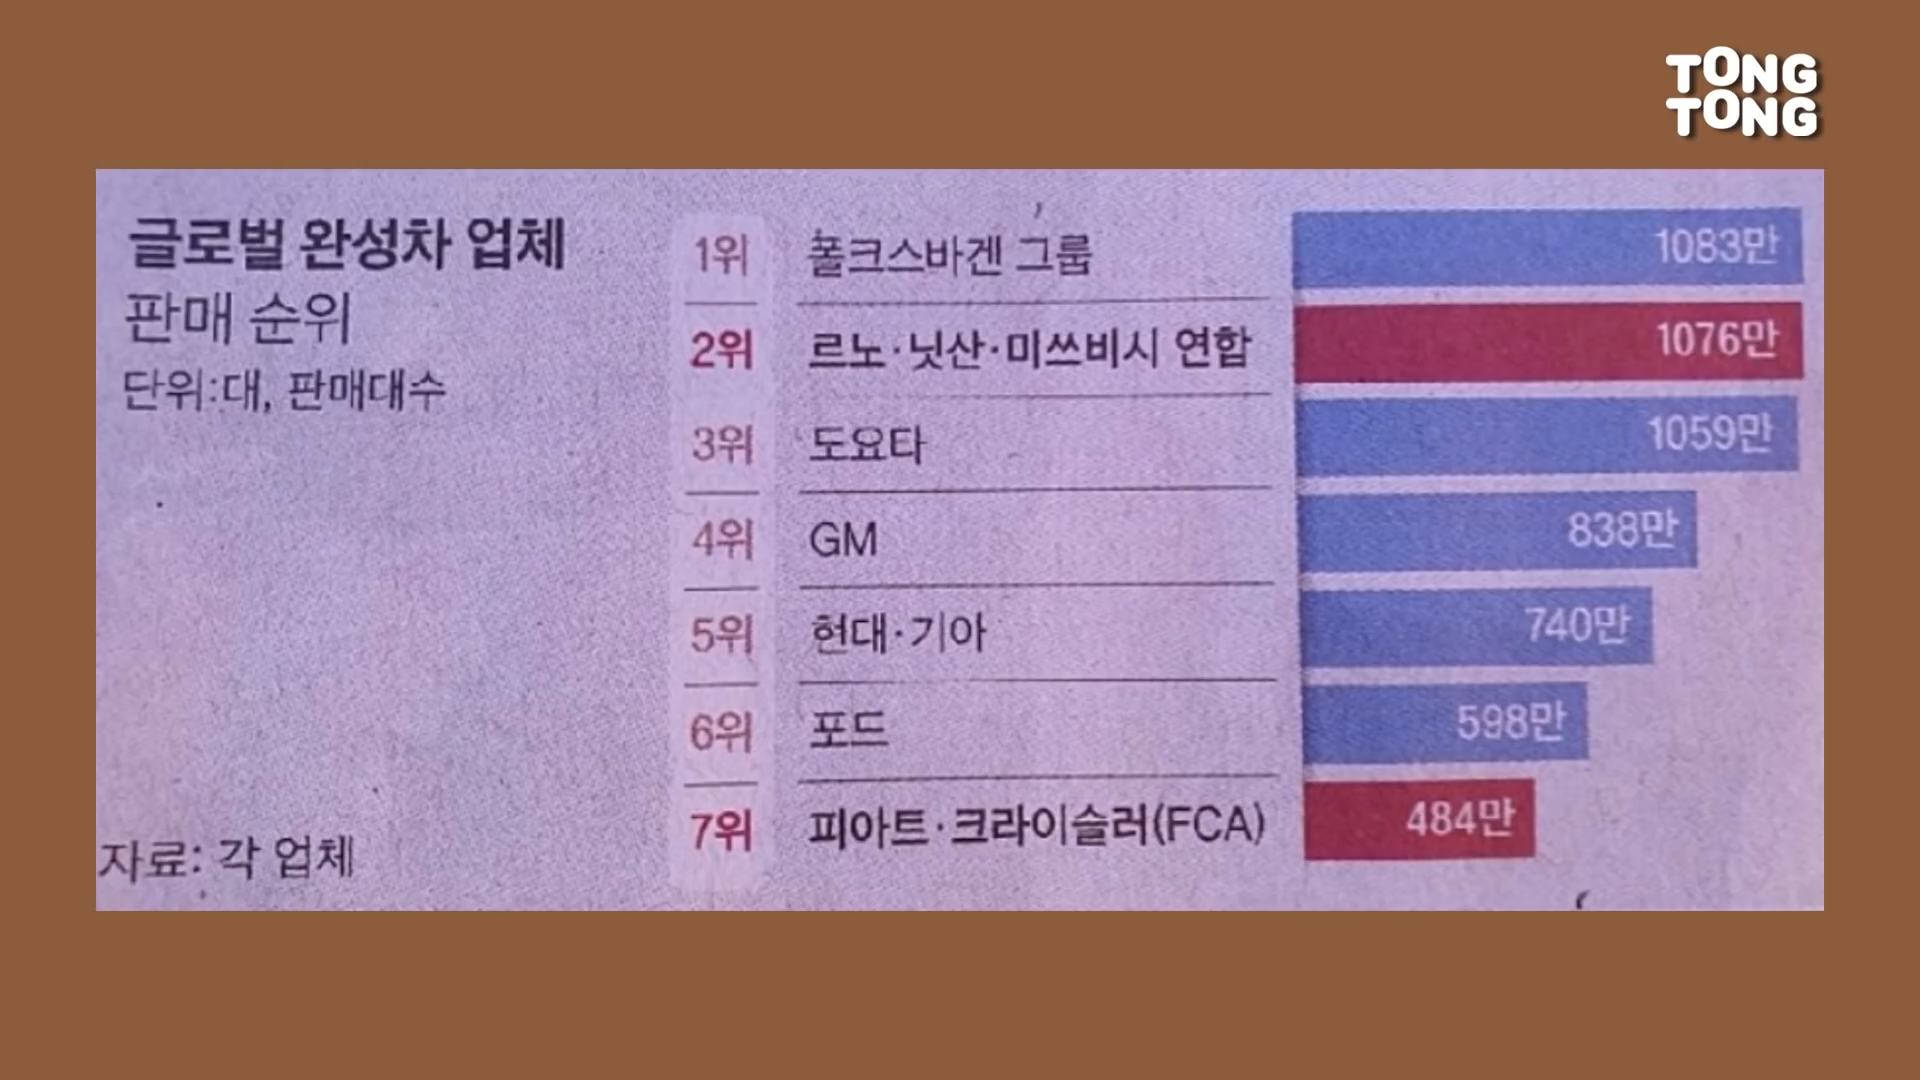 TONG
TONG
글로벌 완성차 업체
판매 순위
단위:대, 판매대수
1위 폴크스바겐 그룹 1083만
2위 르노·닛산·미쓰비시 연합 1076만
3위 도요타 1059만
4위 GM 838만
5위 현대·기아 740만
6위 포드 598만
7위 피아트·크라이슬러(FCA) 484만
자료: 각 업체